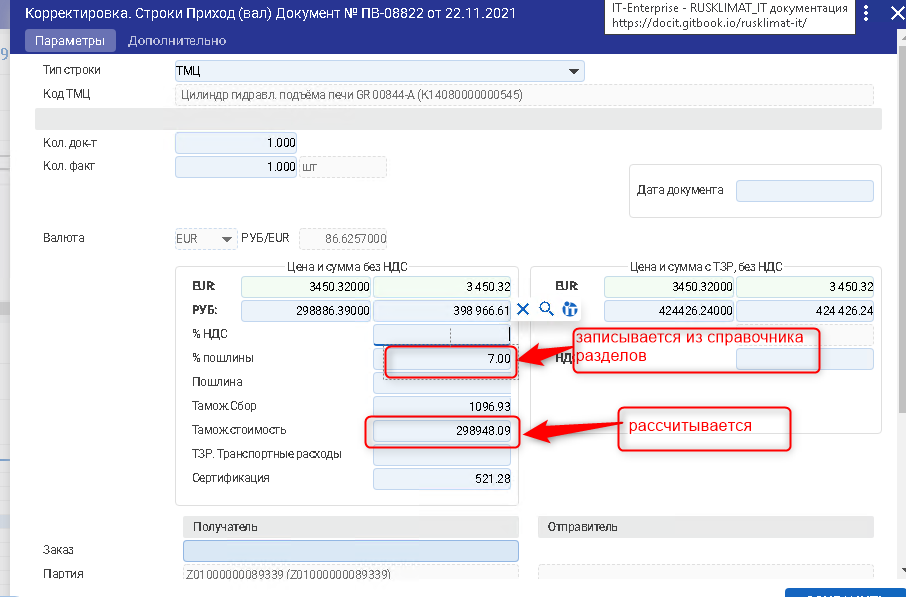 Корректировка. Строки Приход (вал) Документ № ПВ-08822 от 22.11.2021
IT-Enterprise - RUSKLIMAT_IT документация
https://docit.gitbook.io/rusklimat-it/
Параметры Дополнительно
9
Тип строки ТМЦ
Код ТМЦ Цилиндр гидравл. подъёма печи GR 00844-A (K14080000000545)
Кол. док-т 1.000
Кол. факт 1.000 шт
Дата документа
Валюта EUR РУБ/EUR 86.6257000
Цена и сумма без НДС Цена и сумма с ТЗР, без НДС
EUR: 3450.32000 3 450.32 EUR: 3450.32000 3 450.32
РУБ: 298886.39000 398 966.61 424426.24000 424 426.24
% НДС
записывается из справочника
разделов
% пошлины 7.00 НД
Пошлина
Тамож.Сбор 1096.93
Тамож.стоимость 298948.09
рассчитывается
ТЗР. Транспортные расходы
Сертификация 521.28
Получатель Отправитель
Заказ
Партия Z01000000089339 (Z01000000089339)